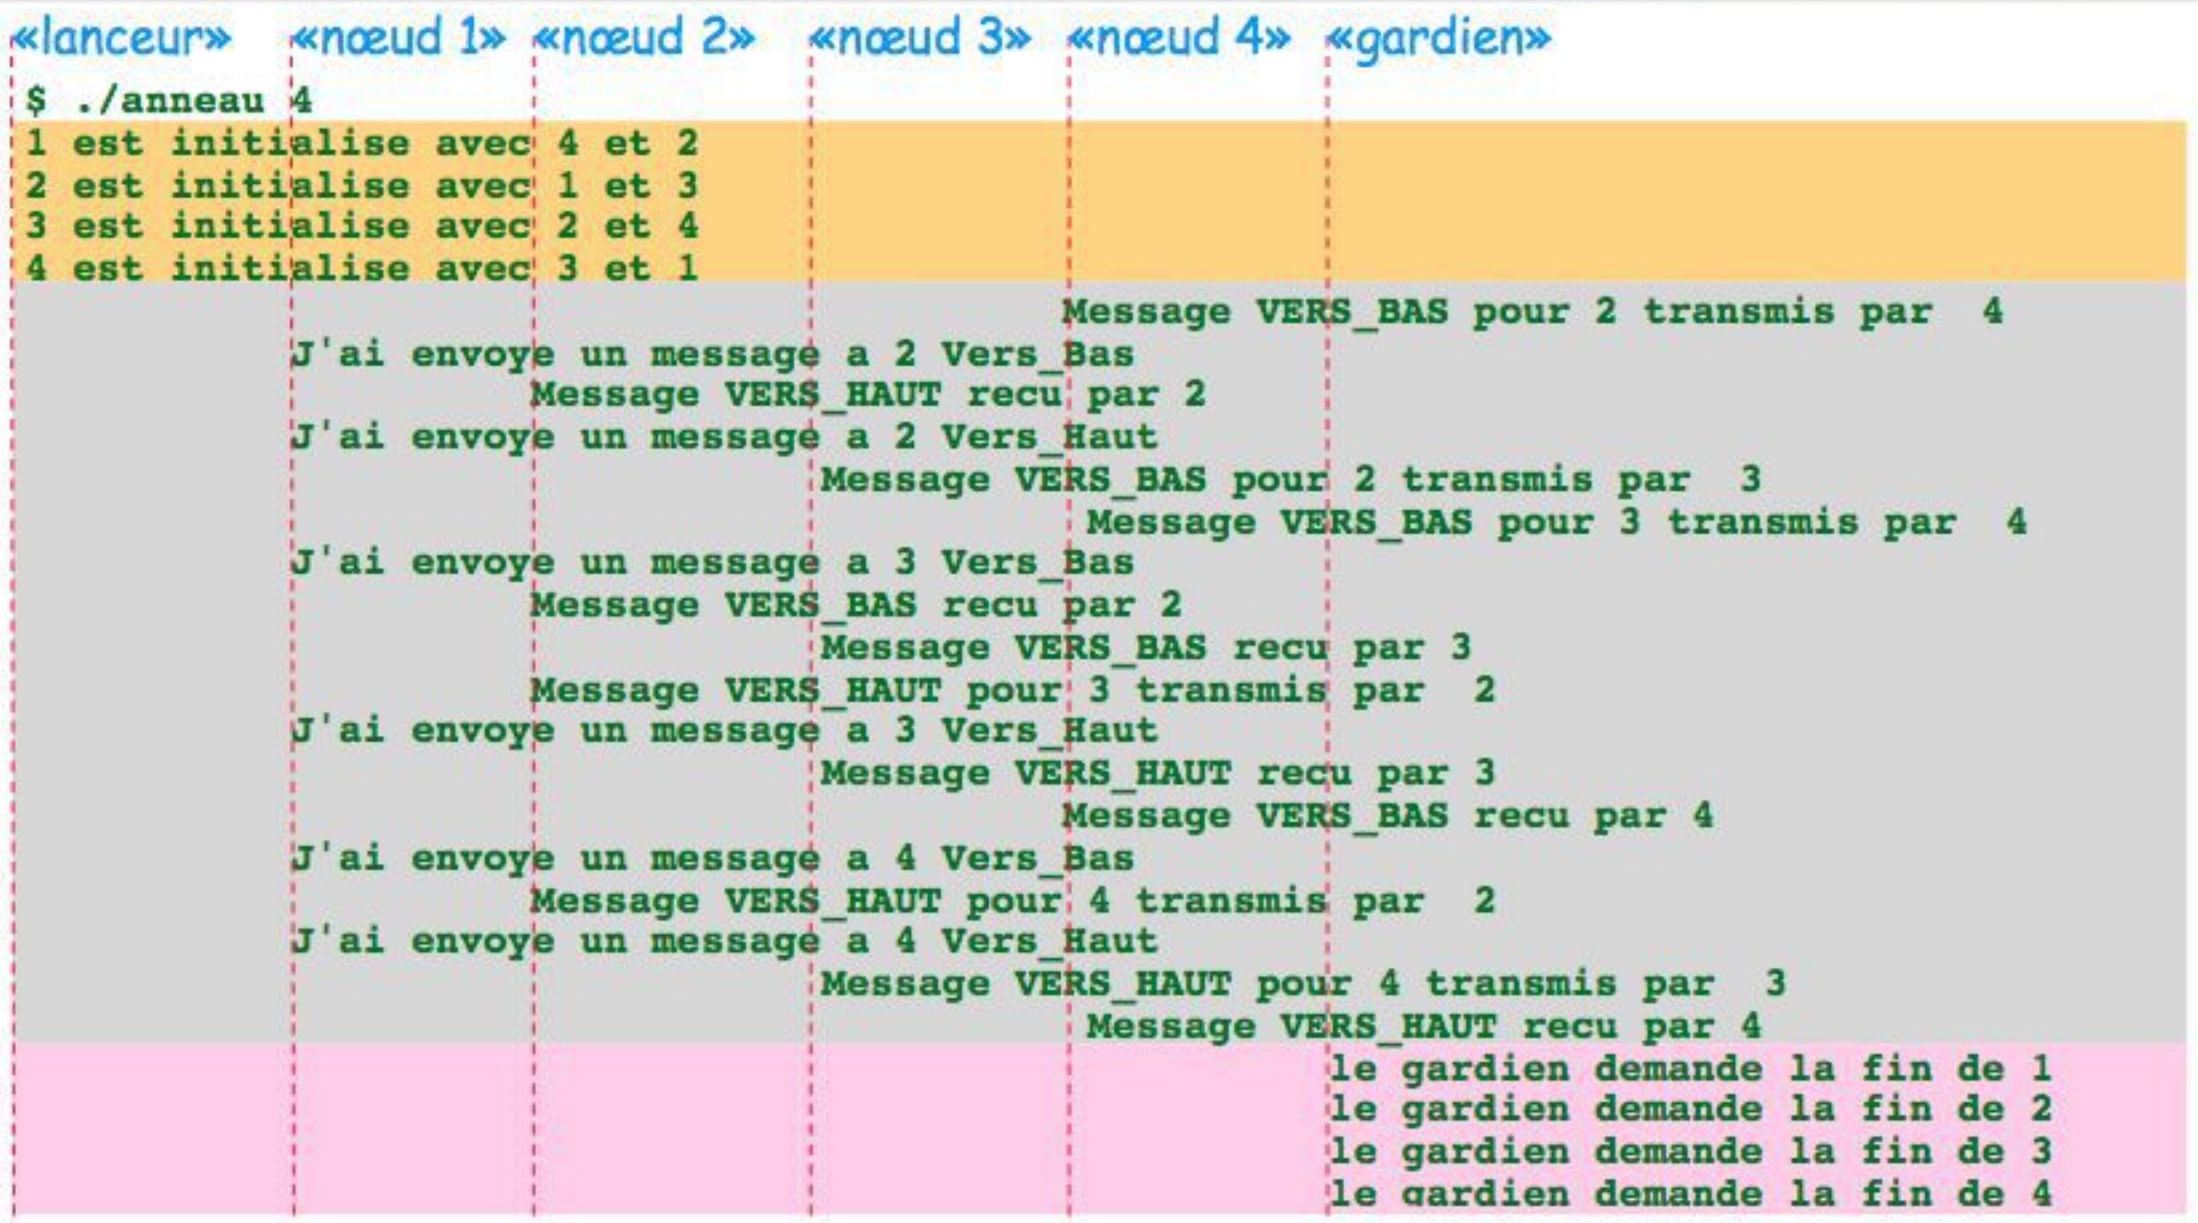 «lanceur» «nœud 1» «nœud 2» «nœud 3» «nœud 4» «gardien»
$ ./anneau 4
1 est initialise avec 4 et 2
2 est initialise avec 1 et 3
3 est initialise avec 2 et 4
4 est initialise avec 3 et 1
Message VERS_BAS pour 2 transmis par 4
J'ai envoye un message a 2 Vers_Bas
Message VERS_HAUT recu par 2
J'ai envoye un message a 2 Vers_Haut
Message VERS_BAS pour 2 transmis par 3
Message VERS_BAS pour 3 transmis par 4
J'ai envoye un message a 3 Vers_Bas
Message VERS_BAS recu par 2
Message VERS_BAS recu par 3
Message VERS_HAUT pour 3 transmis par 2
J'ai envoye un message a 3 Vers_Haut
Message VERS_HAUT recu par 3
Message VERS_BAS recu par 4
J'ai envoye un message a 4 Vers_Bas
Message VERS_HAUT pour 4 transmis par 2
J'ai envoye un message a 4 Vers_Haut
Message VERS_HAUT pour 4 transmis par 3
Message VERS_HAUT recu par 4
le gardien demande la fin de 1
le gardien demande la fin de 2
le gardien demande la fin de 3
le gardien demande la fin de 4